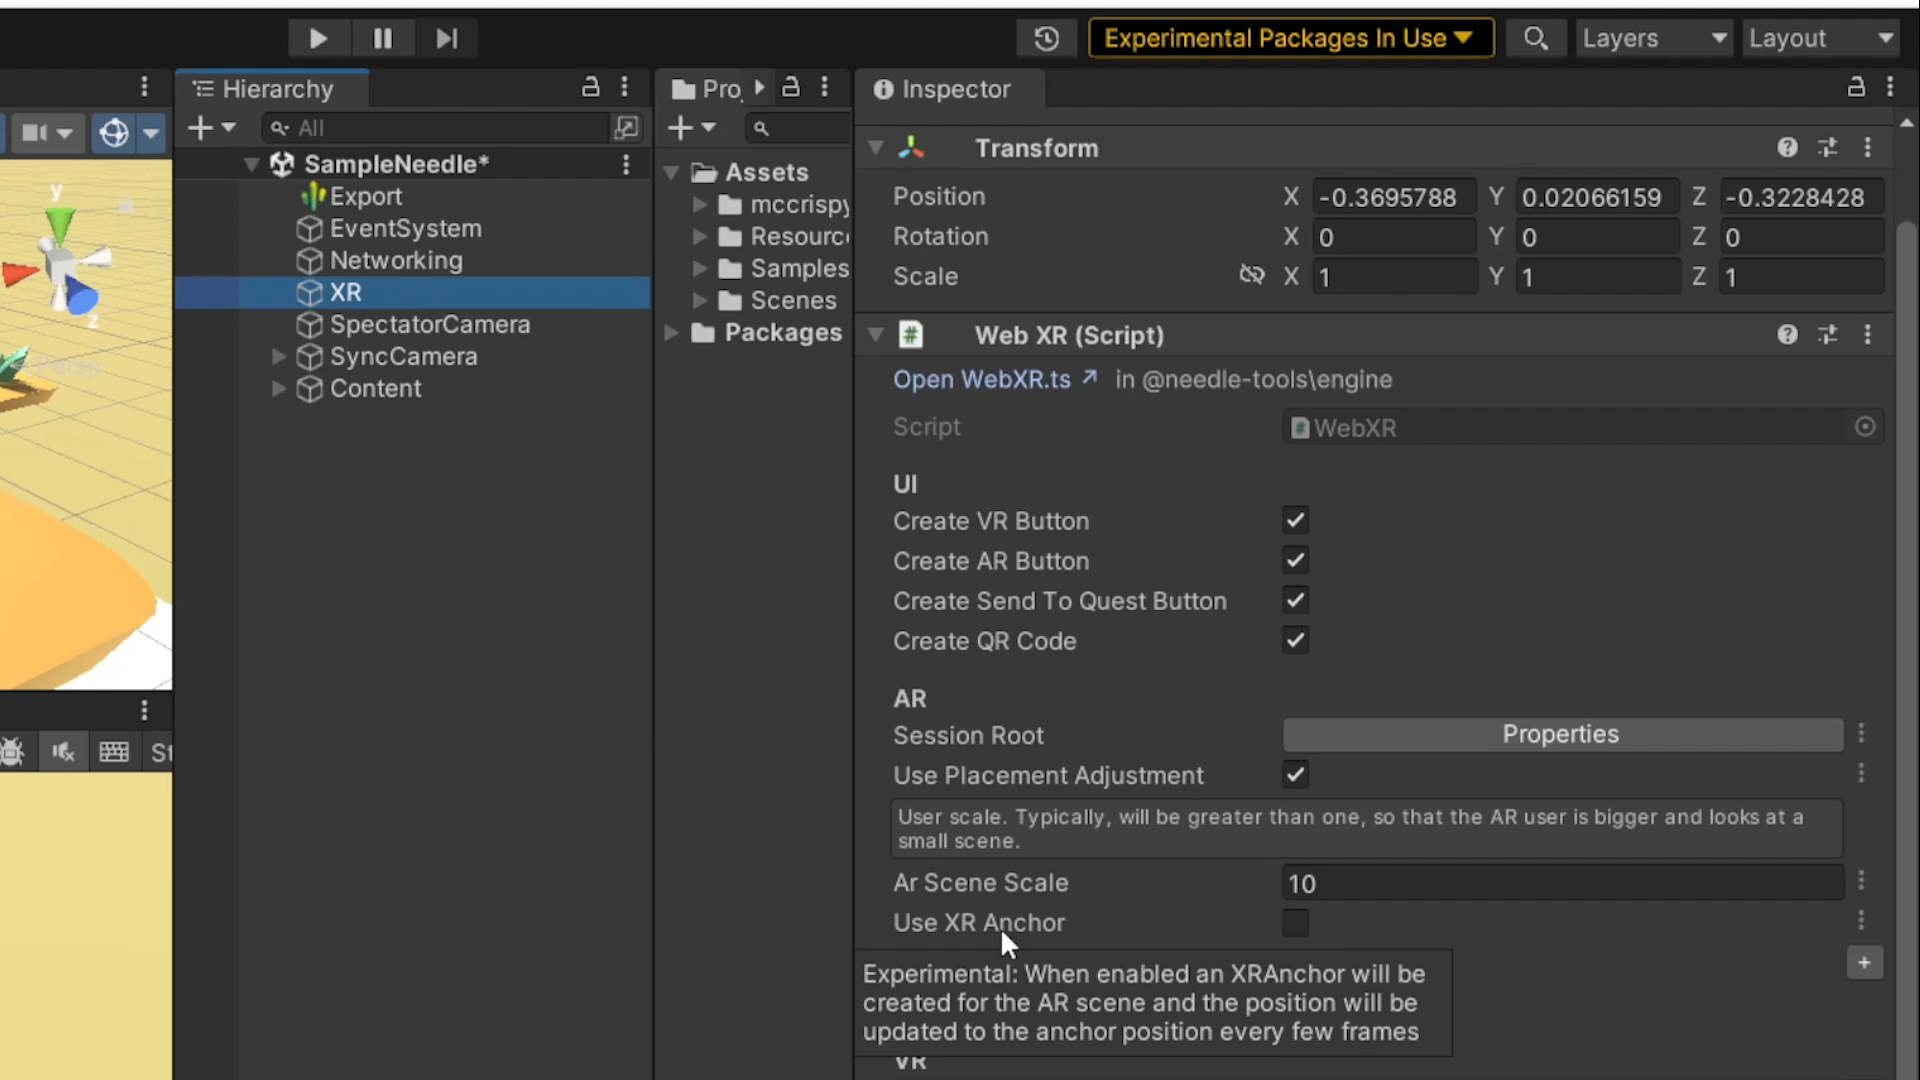 Experimental Packages In Use
Layers
Layout
Hierarchy
All
SampleNeedle*
Export
EventSystem
Networking
XR
SpectatorCamera
SyncCamera
Content
y
z
Persp
St
Pro
Assets
mccrispy
Resourc
Samples
Scenes
Packages
Inspector
Transform
Position X -0.3695788 Y 0.02066159 Z -0.3228428
Rotation X 0 Y 0 Z 0
Scale X 1 Y 1 Z 1
# Web XR (Script)
Open WebXR.ts ↗ in @needle-tools\engine
Script # WebXR
UI
Create VR Button
Create AR Button
Create Send To Quest Button
Create QR Code
AR
Session Root Properties
Use Placement Adjustment
User scale. Typically, will be greater than one, so that the AR user is bigger and looks at a
small scene.
Ar Scene Scale 10
Use XR Anchor
Experimental: When enabled an XRAnchor will be
created for the AR scene and the position will be
updated to the anchor position every few frames
VR